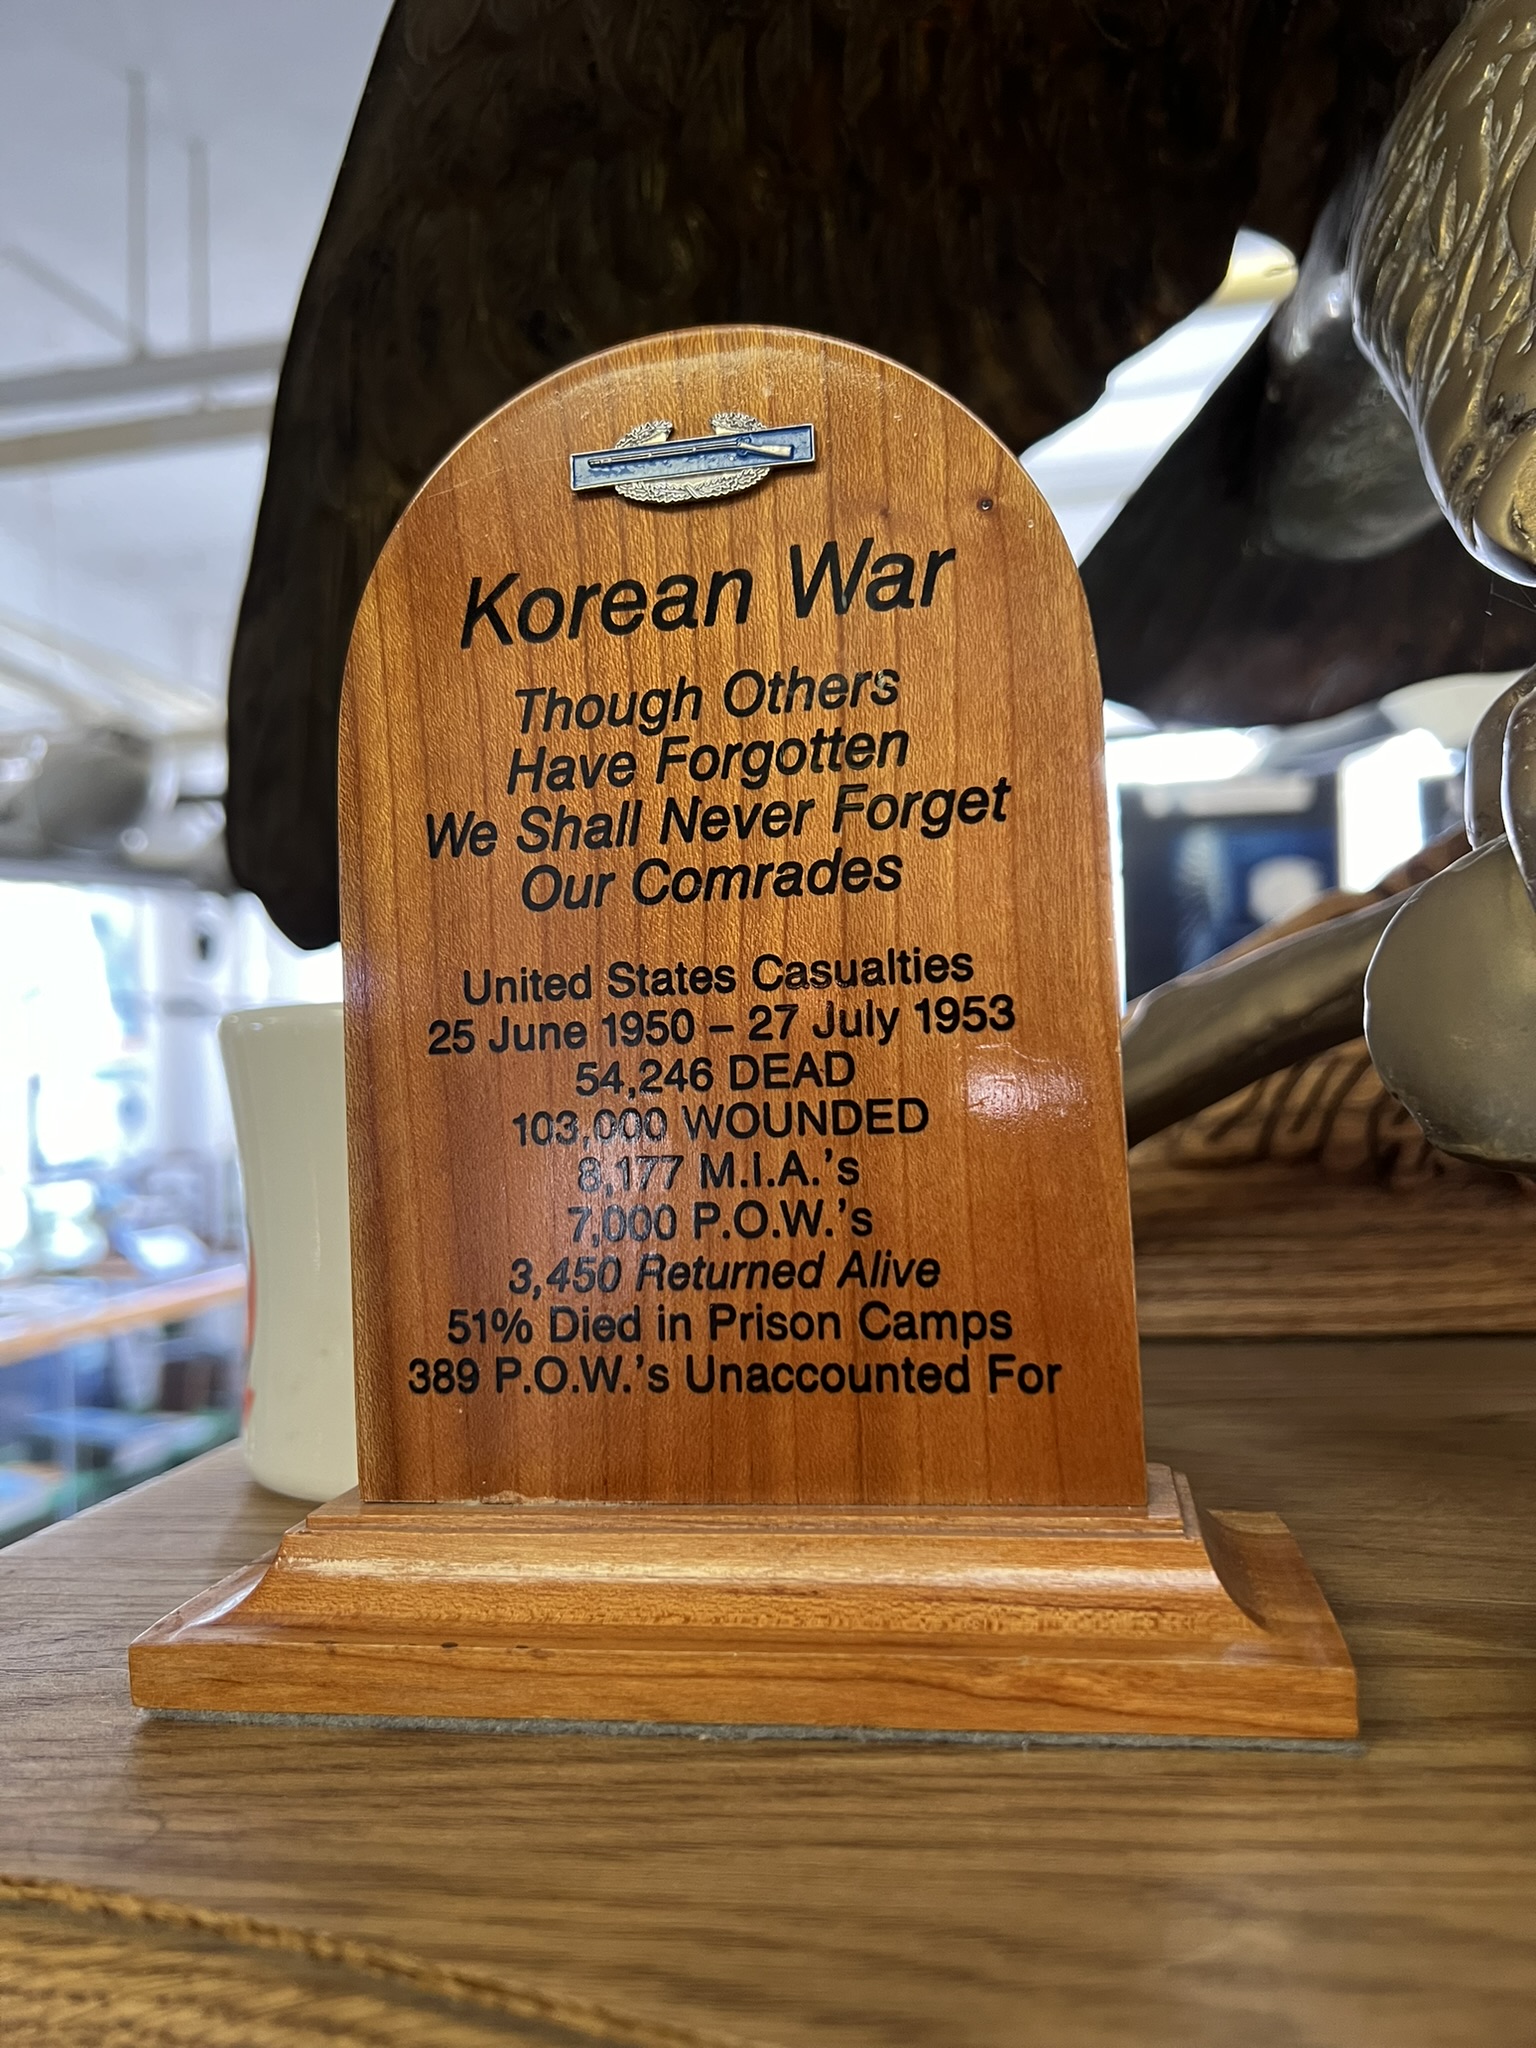 Korean War
Though Others
Have Forgotten
We Shall Never Forget
Our Comrades
United States Casualties
25 June 1950 – 27 July 1953
54,246 DEAD
103,000 WOUNDED
8,177 M.I.A.'s
7,000 P.O.W.'s
3,450 Returned Alive
51% Died in Prison Camps
389 P.O.W.'s Unaccounted For